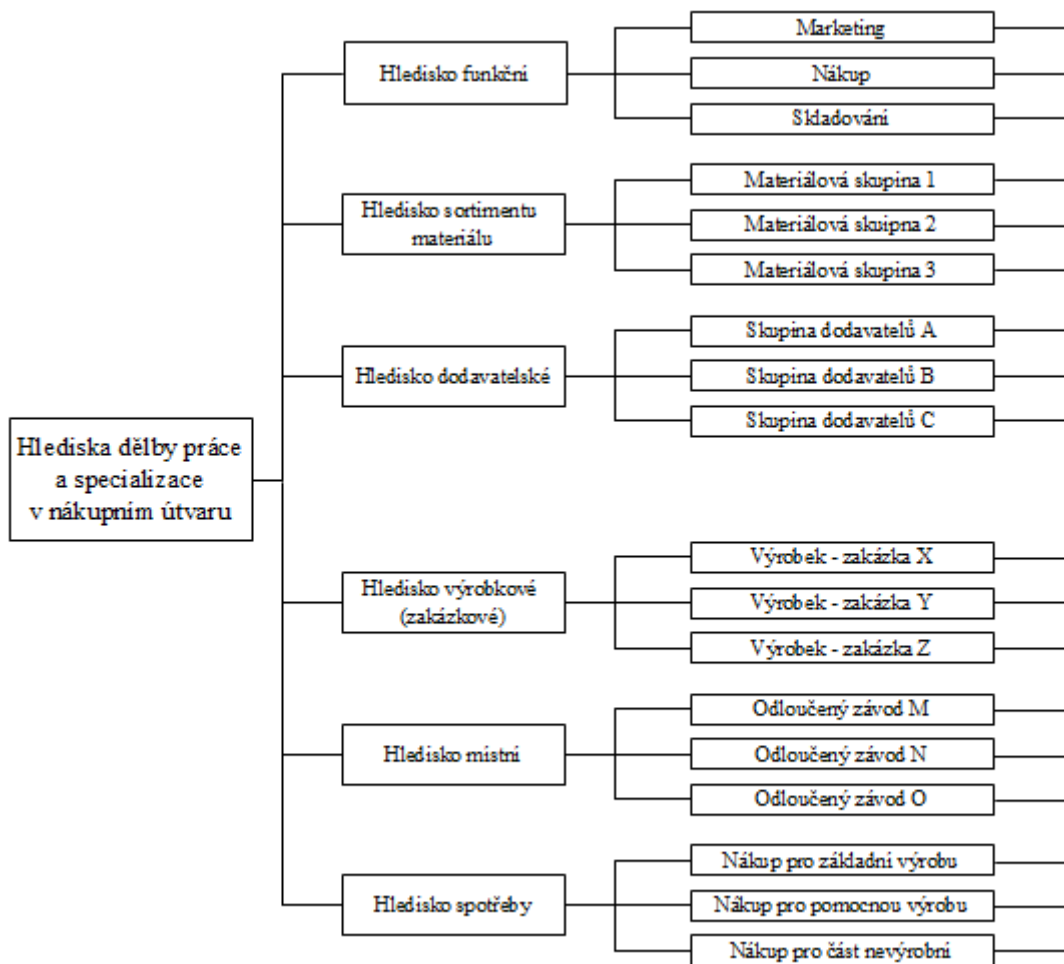 Marketing
Hledisko funkční
Nákup
Skladování
Materiálová skupina 1
Hledisko sortimentu
materiálu
Materiálová skuipna 2
Materiálová skupina 3
Skupina dodavatelů A
Hledisko dodavatelské
Skupina dodavatelů B
Skupina dodavatelů C
Hlediska dělby práce
a specializace
v nákupním útvaru
Výrobek - zakázka X
Hledisko výrobkové
(zakázkové)
Výrobek - zakázka Y
Výrobek - zakázka Z
Odloučený závod M
Hledisko místní
Odloučený závod N
Odloučený závod O
Nákup pro základní výrobu
Hledisko spotřeby
Nákup pro pomocnou výrobu
Nákup pro část nevýrobní